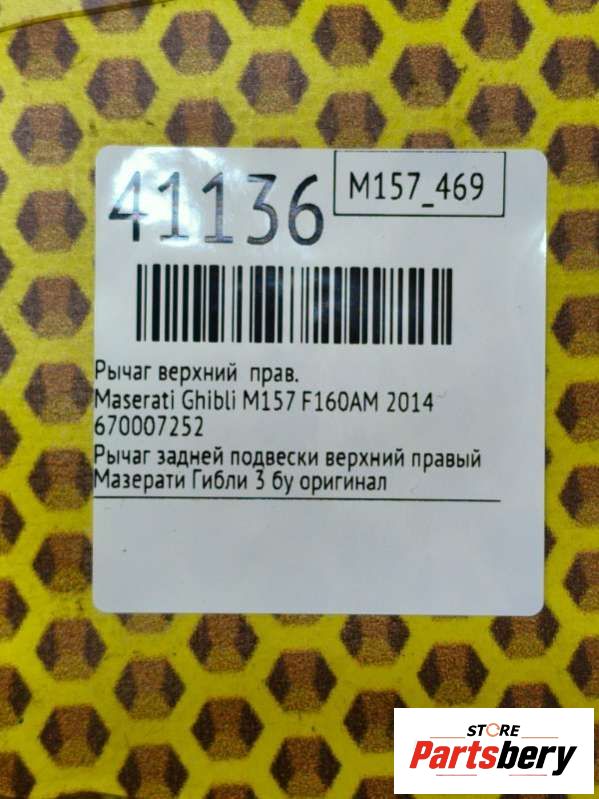 41136
M157_469
Рычаг верхний прав.
Maserati Ghibli M157 F160AM 2014
670007252
Рычаг задней подвески верхний правый
Мазерати Гибли 3 бу оригинал
STORE
Partsbery